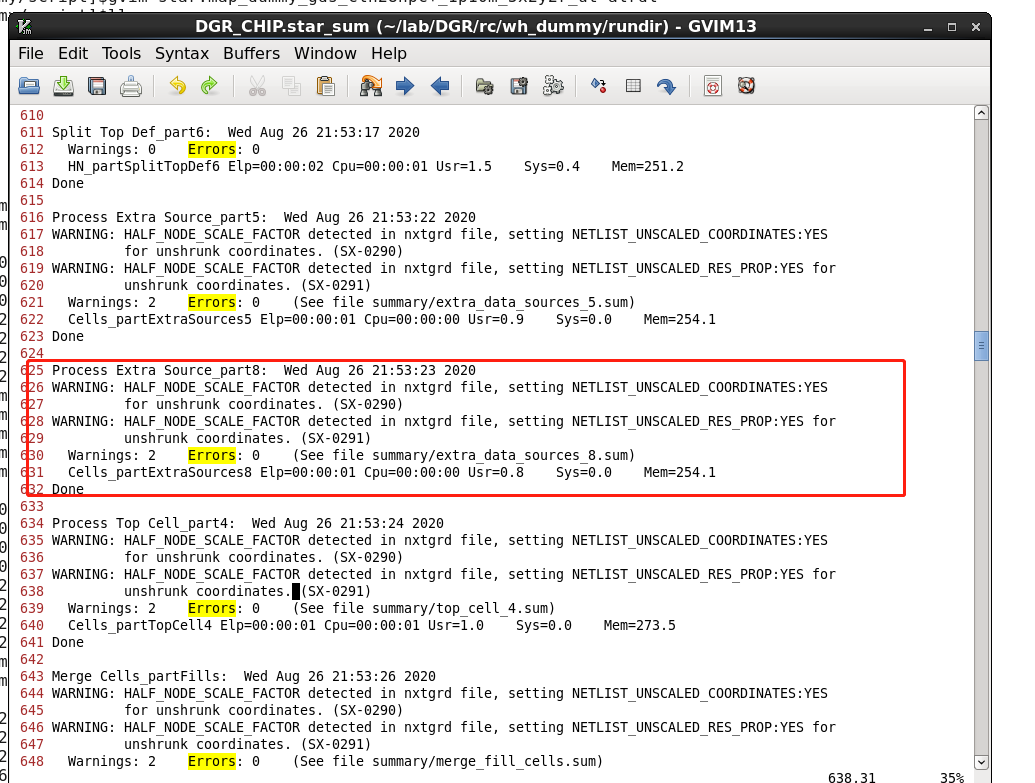 DGR_CHIP.star_sum (~/lab/DGR/rc/wh_dummy/rundir) - GVIM13
File Edit Tools Syntax Buffers Window Help
610
611 Split Top Def_part6:  Wed Aug 26 21:53:17 2020
612   Warnings: 0    Errors: 0
613   HN_partSplitTopDef6 Elp=00:00:02 Cpu=00:00:01 Usr=1.5    Sys=0.4    Mem=251.2
614 Done
615
616 Process Extra Source_part5:  Wed Aug 26 21:53:22 2020
617 WARNING: HALF_NODE_SCALE_FACTOR detected in nxtgrd file, setting NETLIST_UNSCALED_COORDINATES:YES
618          for unshrunk coordinates. (SX-0290)
619 WARNING: HALF_NODE_SCALE_FACTOR detected in nxtgrd file, setting NETLIST_UNSCALED_RES_PROP:YES for
620          unshrunk coordinates. (SX-0291)
621   Warnings: 2    Errors: 0    (See file summary/extra_data_sources_5.sum)
622   Cells_partExtraSources5 Elp=00:00:01 Cpu=00:00:00 Usr=0.9    Sys=0.0    Mem=254.1
623 Done
624
625 Process Extra Source_part8:  Wed Aug 26 21:53:23 2020
626 WARNING: HALF_NODE_SCALE_FACTOR detected in nxtgrd file, setting NETLIST_UNSCALED_COORDINATES:YES
627          for unshrunk coordinates. (SX-0290)
628 WARNING: HALF_NODE_SCALE_FACTOR detected in nxtgrd file, setting NETLIST_UNSCALED_RES_PROP:YES for
629          unshrunk coordinates. (SX-0291)
630   Warnings: 2    Errors: 0    (See file summary/extra_data_sources_8.sum)
631   Cells_partExtraSources8 Elp=00:00:01 Cpu=00:00:00 Usr=0.8    Sys=0.0    Mem=254.1
632 Done
633
634 Process Top Cell_part4:  Wed Aug 26 21:53:24 2020
635 WARNING: HALF_NODE_SCALE_FACTOR detected in nxtgrd file, setting NETLIST_UNSCALED_COORDINATES:YES
636          for unshrunk coordinates. (SX-0290)
637 WARNING: HALF_NODE_SCALE_FACTOR detected in nxtgrd file, setting NETLIST_UNSCALED_RES_PROP:YES for
638          unshrunk coordinates. (SX-0291)
639   Warnings: 2    Errors: 0    (See file summary/top_cell_4.sum)
640   Cells_partTopCell4 Elp=00:00:01 Cpu=00:00:01 Usr=1.0    Sys=0.0    Mem=273.5
641 Done
642
643 Merge Cells_partFills:  Wed Aug 26 21:53:26 2020
644 WARNING: HALF_NODE_SCALE_FACTOR detected in nxtgrd file, setting NETLIST_UNSCALED_COORDINATES:YES
645          for unshrunk coordinates. (SX-0290)
646 WARNING: HALF_NODE_SCALE_FACTOR detected in nxtgrd file, setting NETLIST_UNSCALED_RES_PROP:YES for
647          unshrunk coordinates. (SX-0291)
648   Warnings: 2    Errors: 0    (See file summary/merge_fill_cells.sum)
638.31        35%